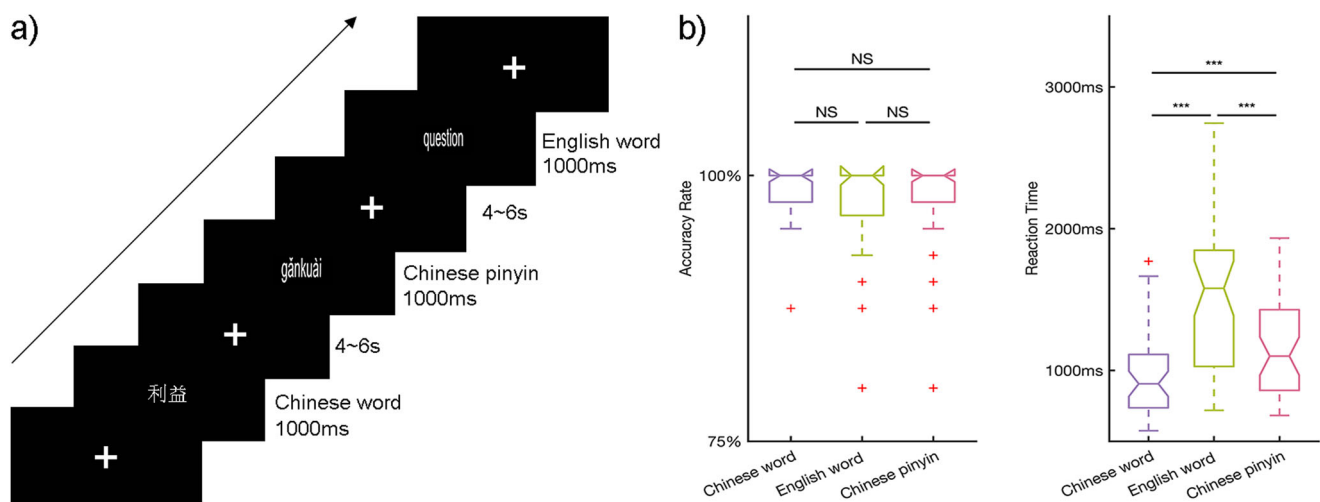 a)
question
English word
1000ms
4~6s
gǎnkuài
Chinese pinyin
1000ms
4~6s
利益
Chinese word
1000ms
b)
NS
NS
NS
100%
75%
Accuracy Rate
Chinese word
English word
Chinese pinyin
***
***
***
3000ms
2000ms
1000ms
Reaction Time
Chinese word
English word
Chinese pinyin